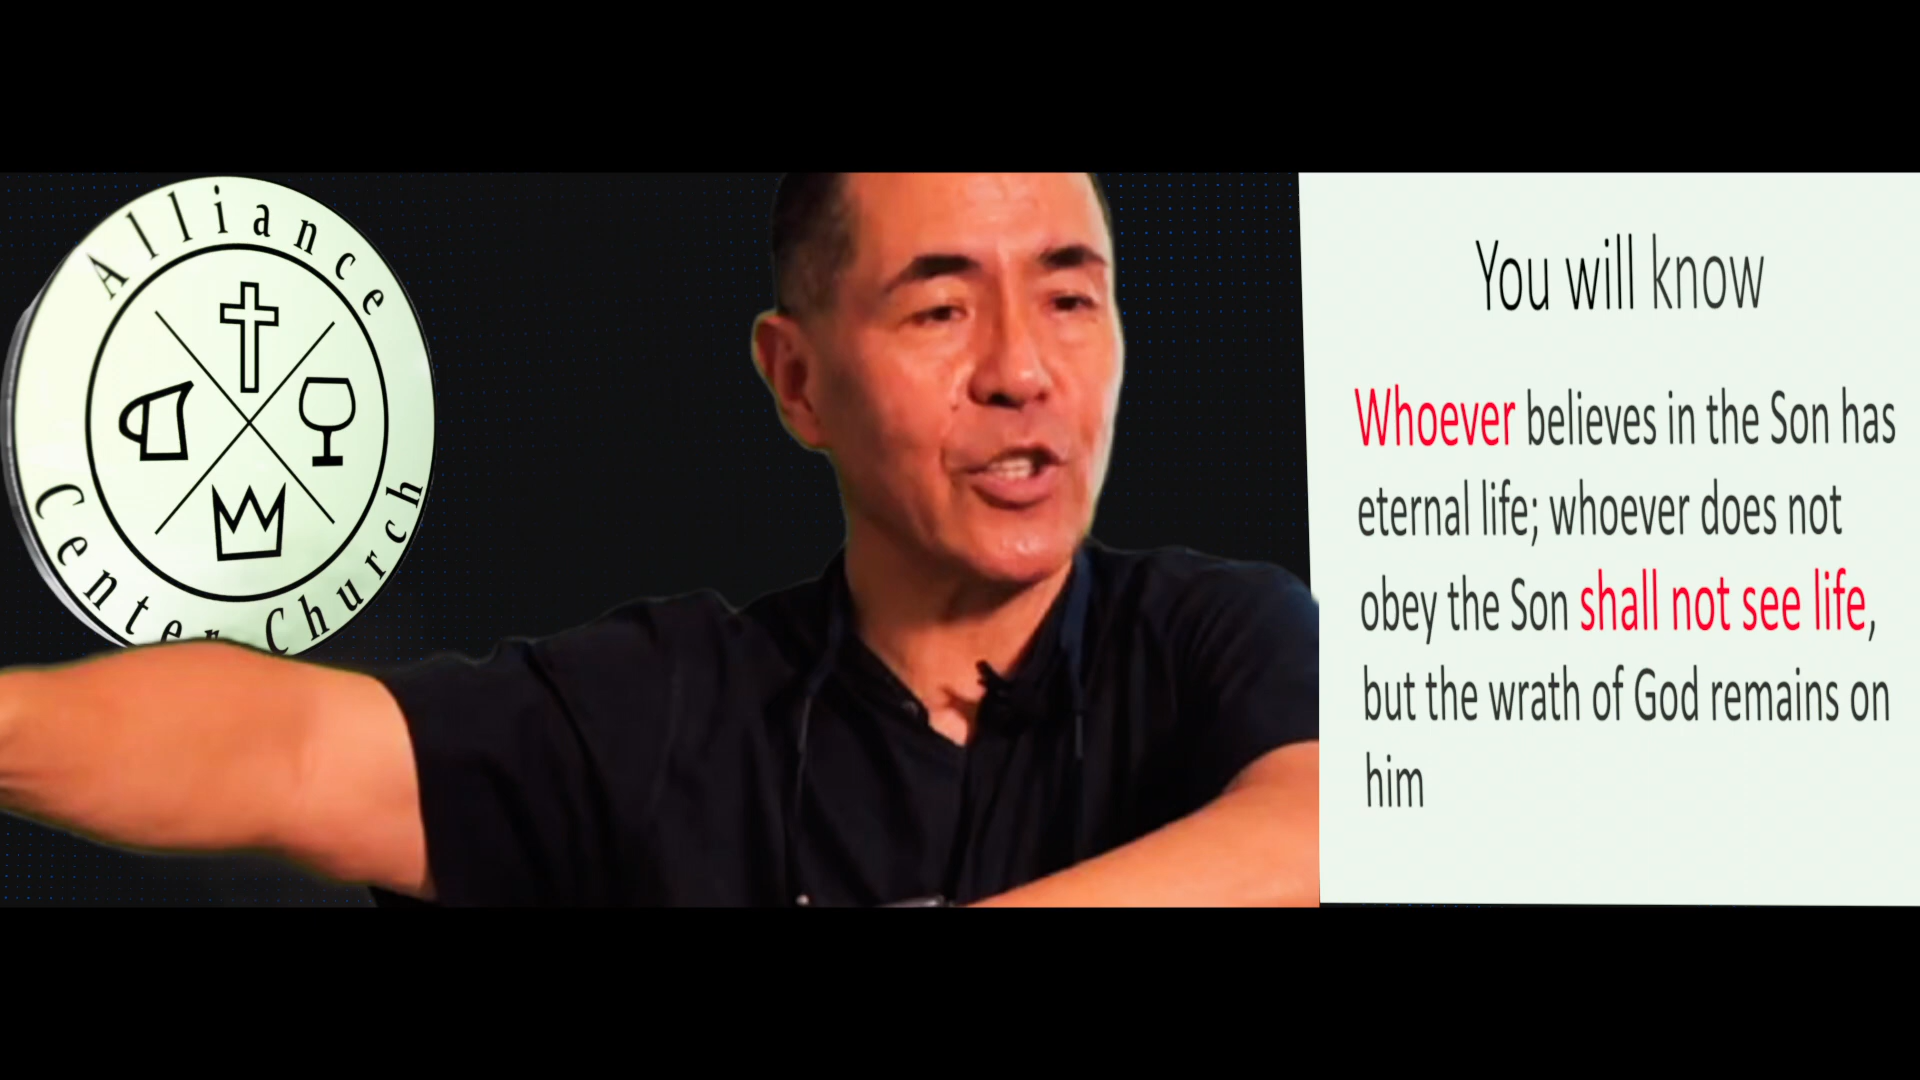 Alliance
Center Church
You will know
Whoever believes in the Son has
eternal life; whoever does not
obey the Son shall not see life,
but the wrath of God remains on
him